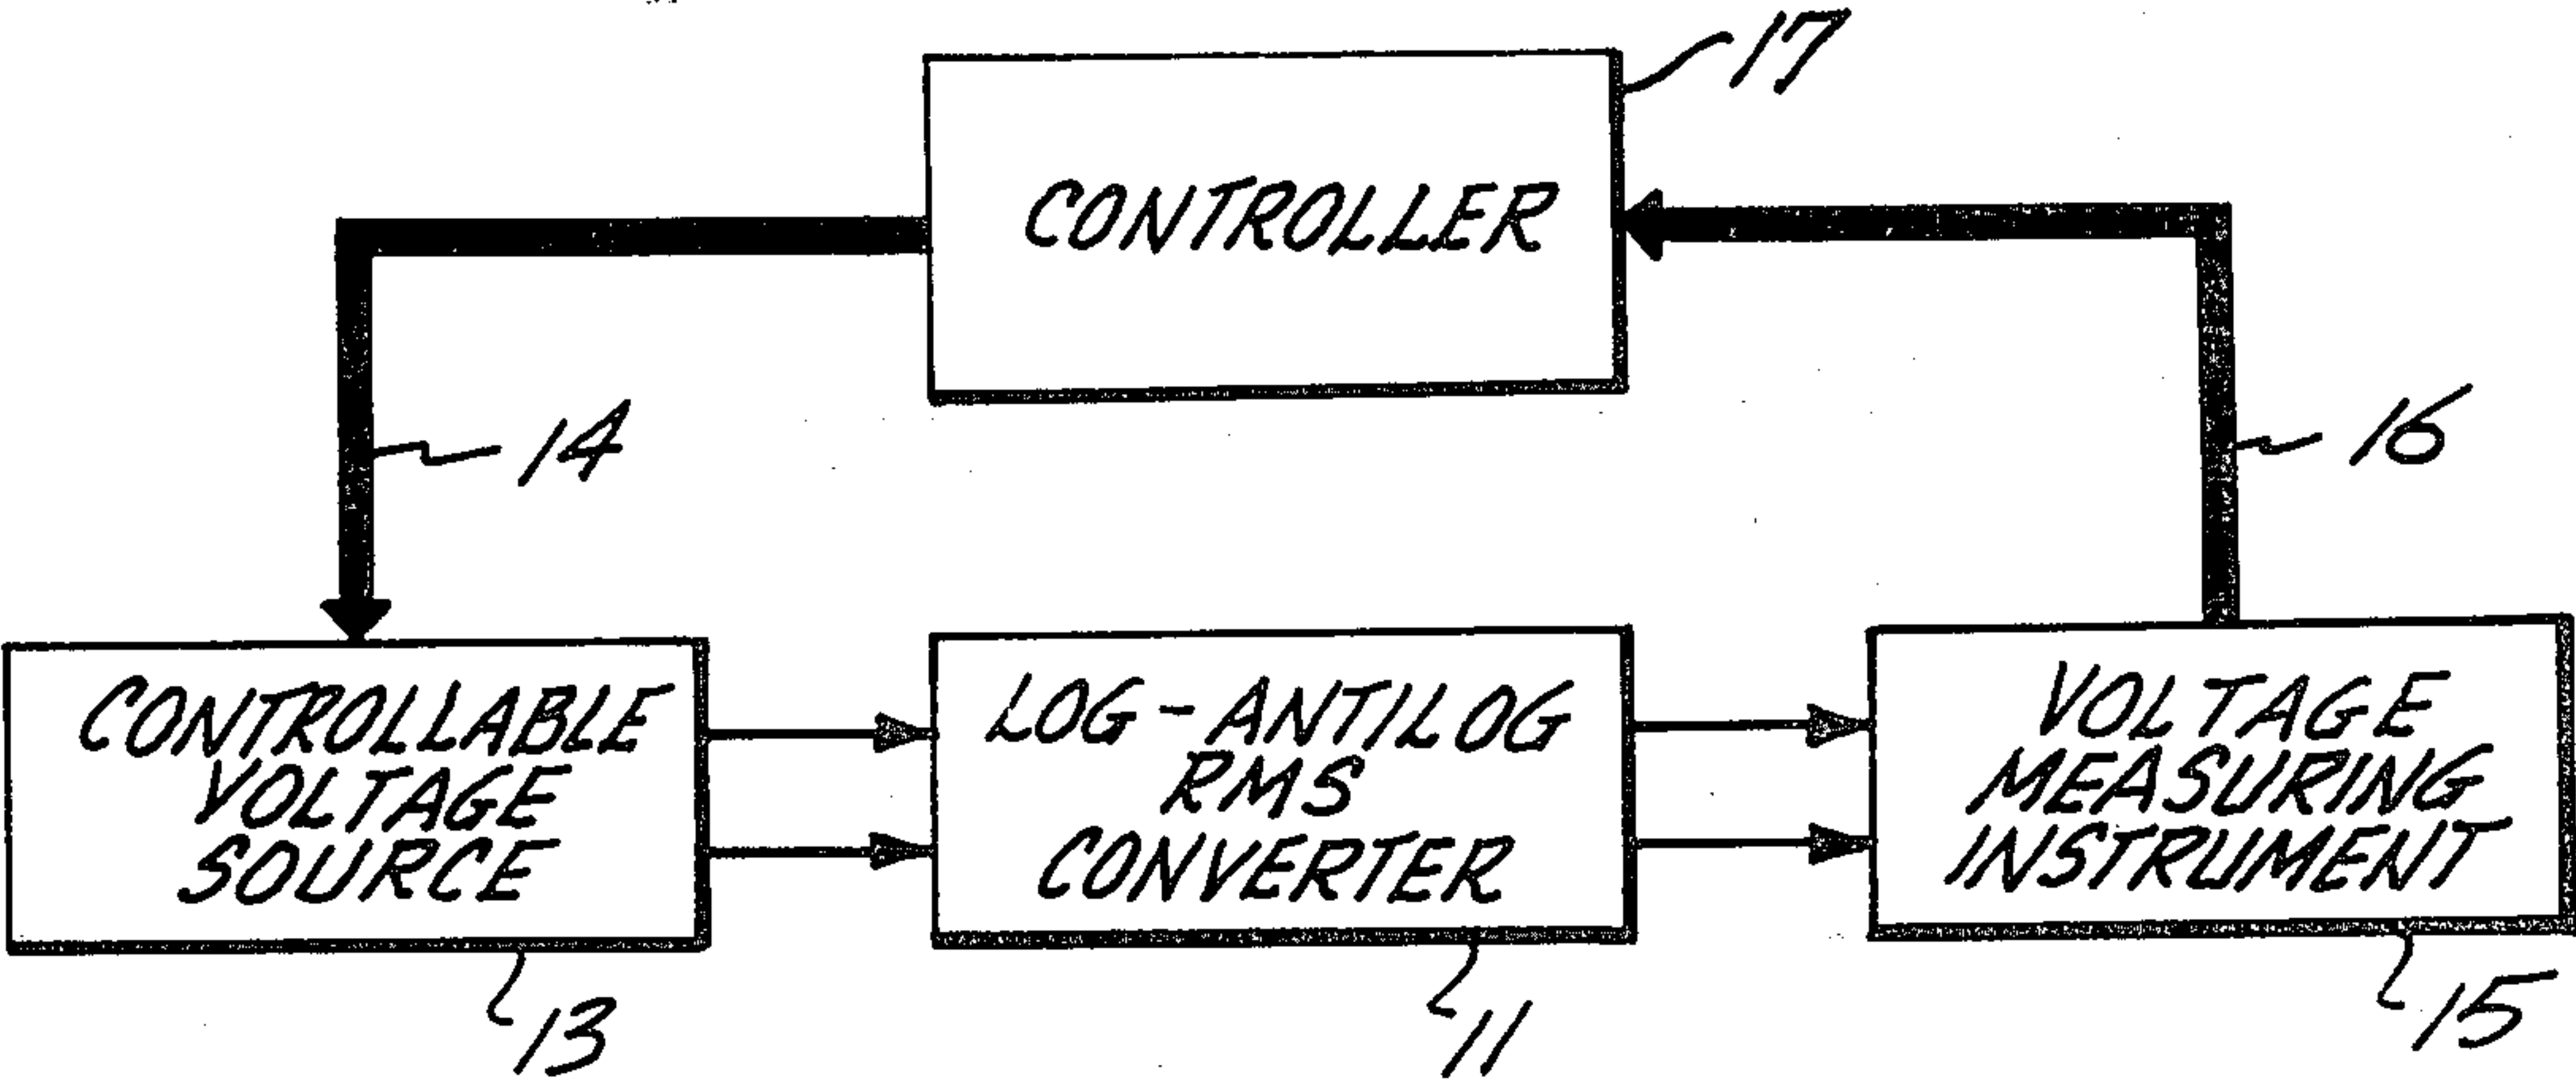 17
CONTROLLER
14
16
CONTROLLABLE
VOLTAGE
SOURCE
LOG-ANTILOG
RMS
CONVERTER
VOLTAGE
MEASURING
INSTRUMENT
13
11
15